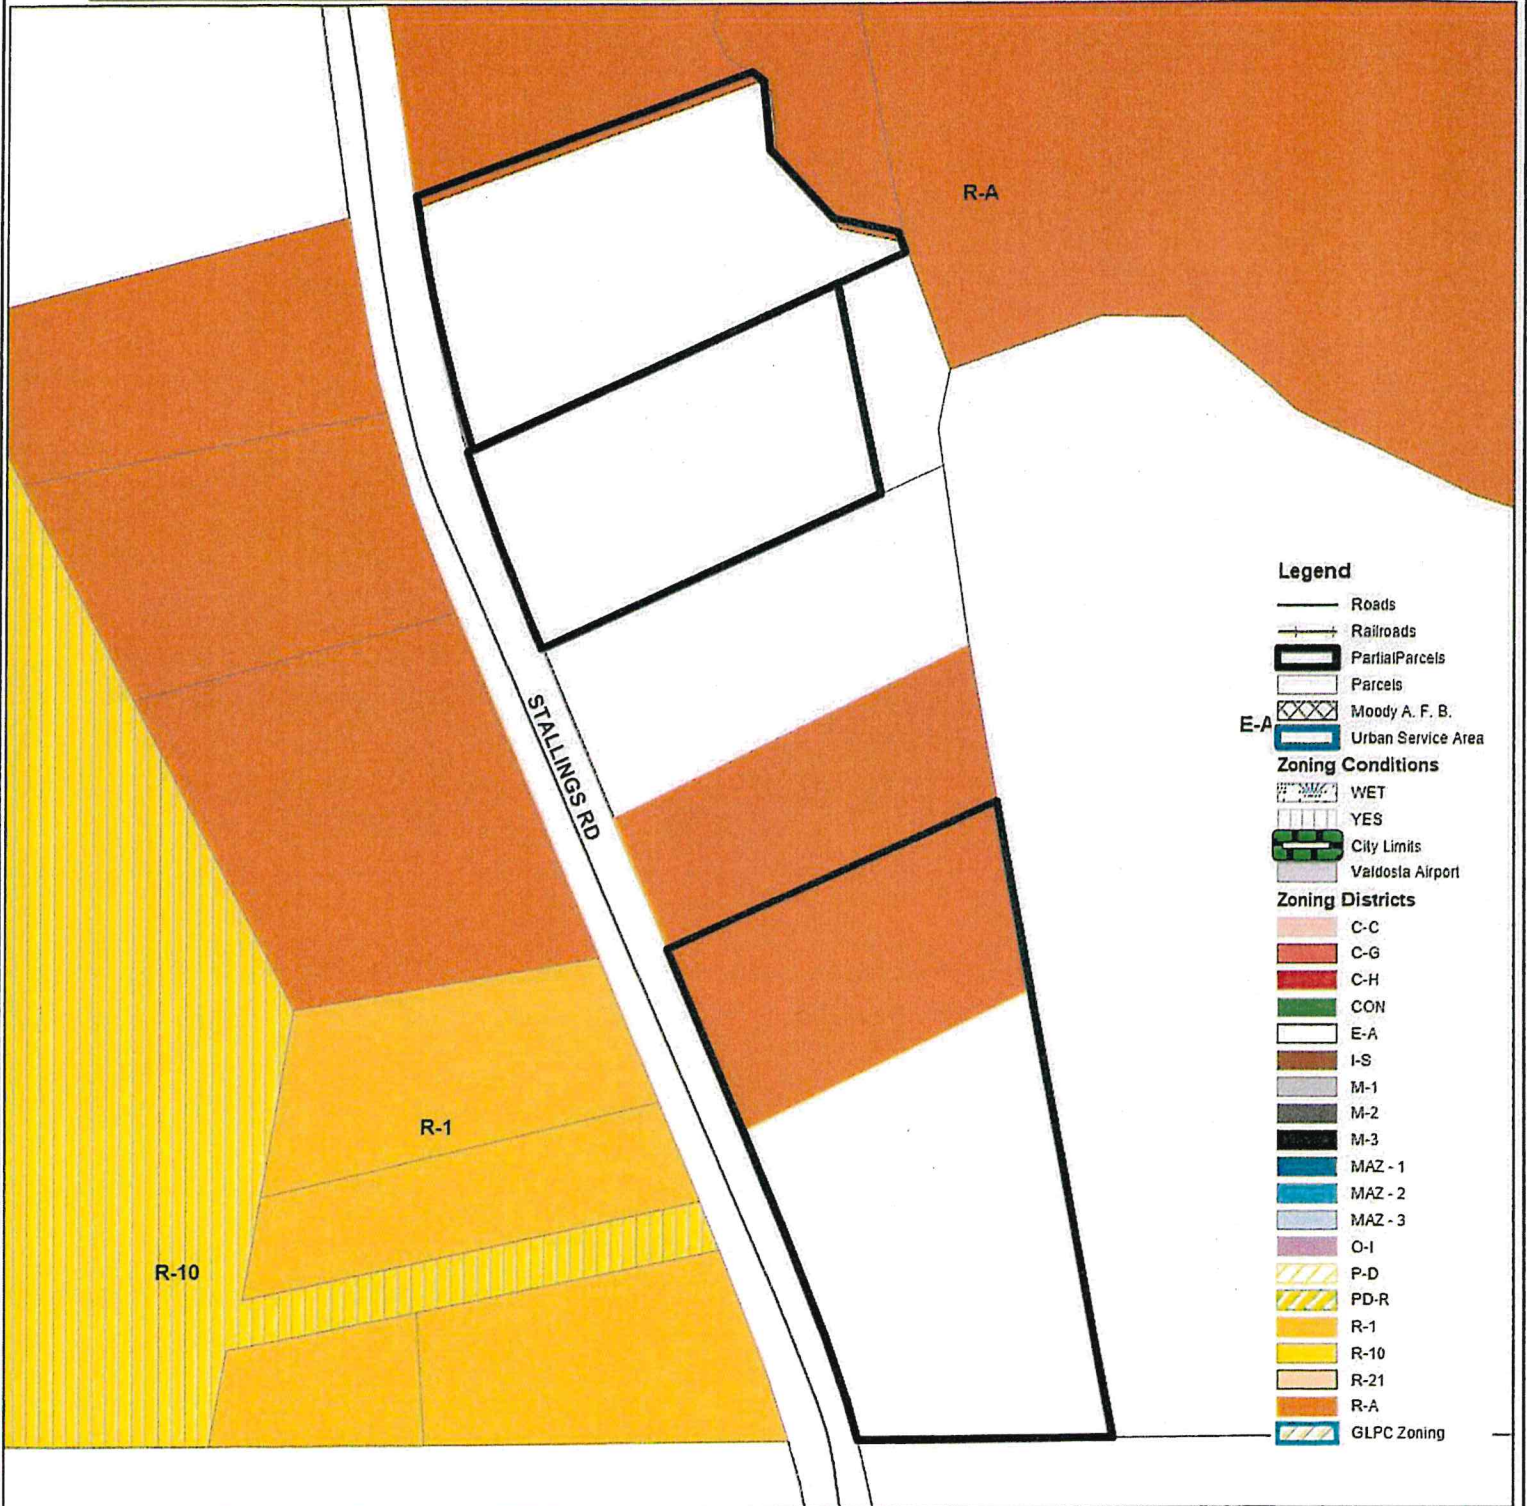 R-A
STALLINGS RD
E-A
R-1
R-10
Legend
Roads
Railroads
PartialParcels
Parcels
Moody A. F. B.
Urban Service Area
Zoning Conditions
WET
YES
City Limits
Valdosta Airport
Zoning Districts
C-C
C-G
C-H
CON
E-A
I-S
M-1
M-2
M-3
MAZ - 1
MAZ - 2
MAZ - 3
O-I
P-D
PD-R
R-1
R-10
R-21
R-A
GLPC Zoning